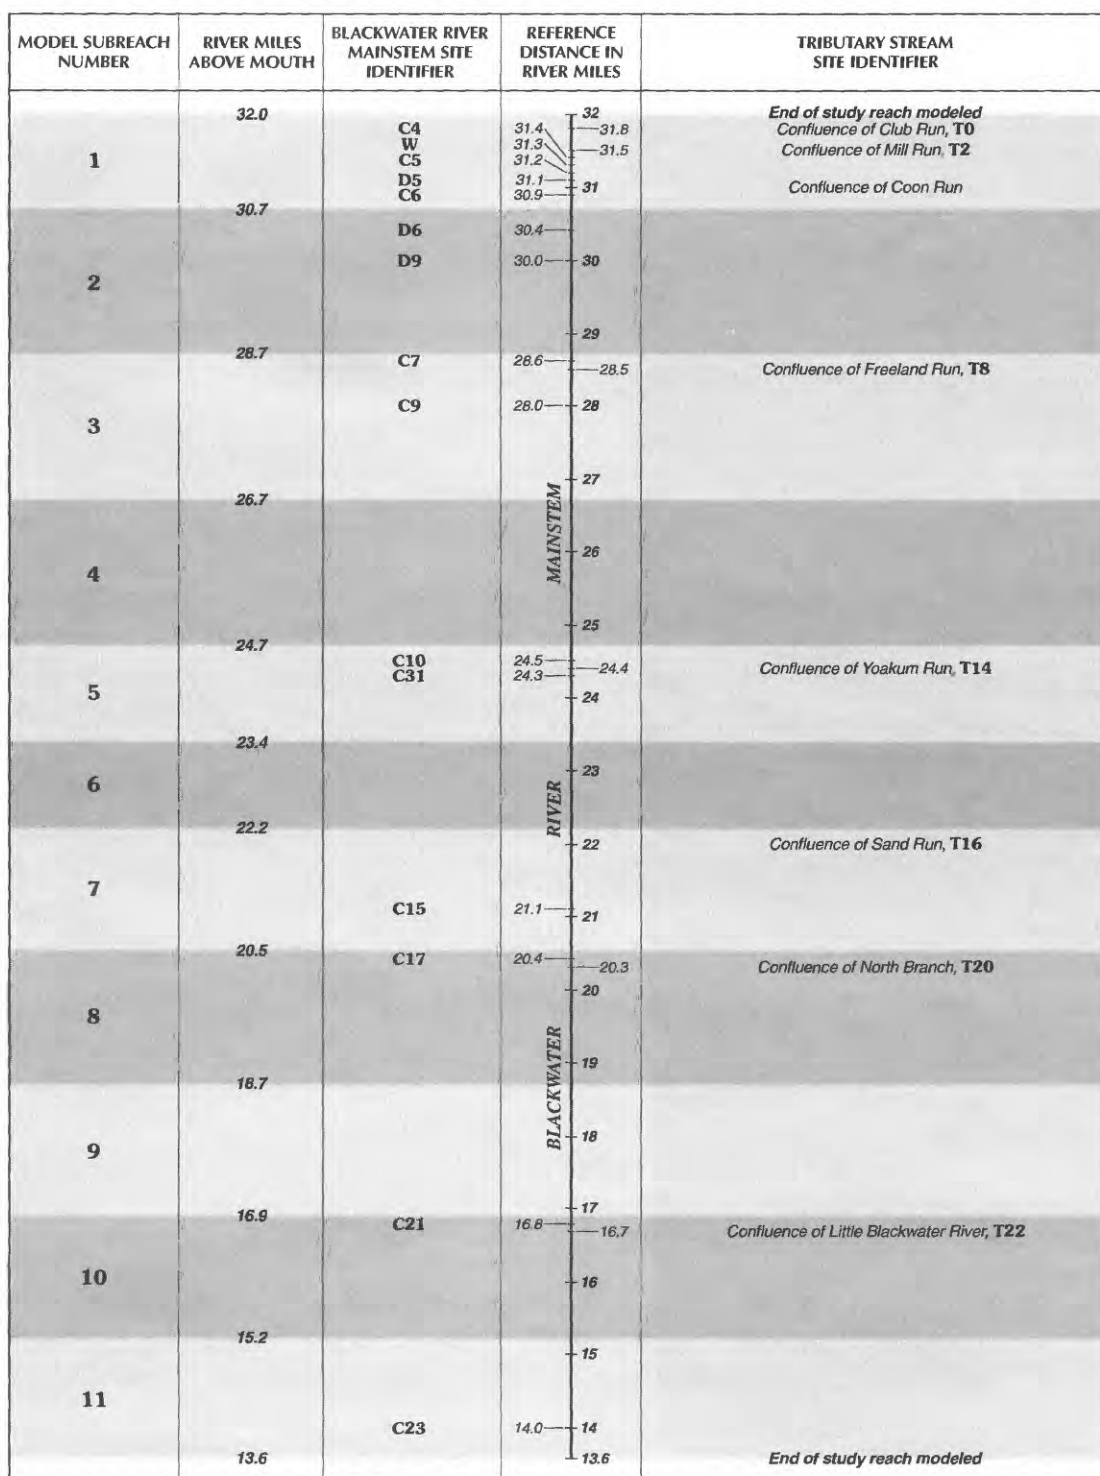 MODEL SUBREACH NUMBER
RIVER MILES ABOVE MOUTH
BLACKWATER RIVER MAINSTEM SITE IDENTIFIER
REFERENCE DISTANCE IN RIVER MILES
TRIBUTARY STREAM SITE IDENTIFIER
32.0 32 End of study reach modeled
C4 31.4 31.8 Confluence of Club Run, T0
W 31.3 31.5 Confluence of Mill Run, T2
1 C5 31.2
D5 31.1 31 Confluence of Coon Run
C6 30.9
30.7
D6 30.4
D9 30.0 30
2
29
28.7 C7 28.6 28.5 Confluence of Freeland Run, T8
C9 28.0 28
3
27
26.7
MAINSTEM
26
4
25
24.7
C10 24.5 24.4 Confluence of Yoakum Run, T14
C31 24.3
5 24
23.4
23
6
RIVER
22.2
22 Confluence of Sand Run, T16
7
C15 21.1 21
20.5
C17 20.4 20.3 Confluence of North Branch, T20
20
8
19
BLACKWATER
18.7
18
9
17
16.9
C21 16.8 16.7 Confluence of Little Blackwater River, T22
10 16
15.2
15
11
C23 14.0 14
13.6 13.6 End of study reach modeled